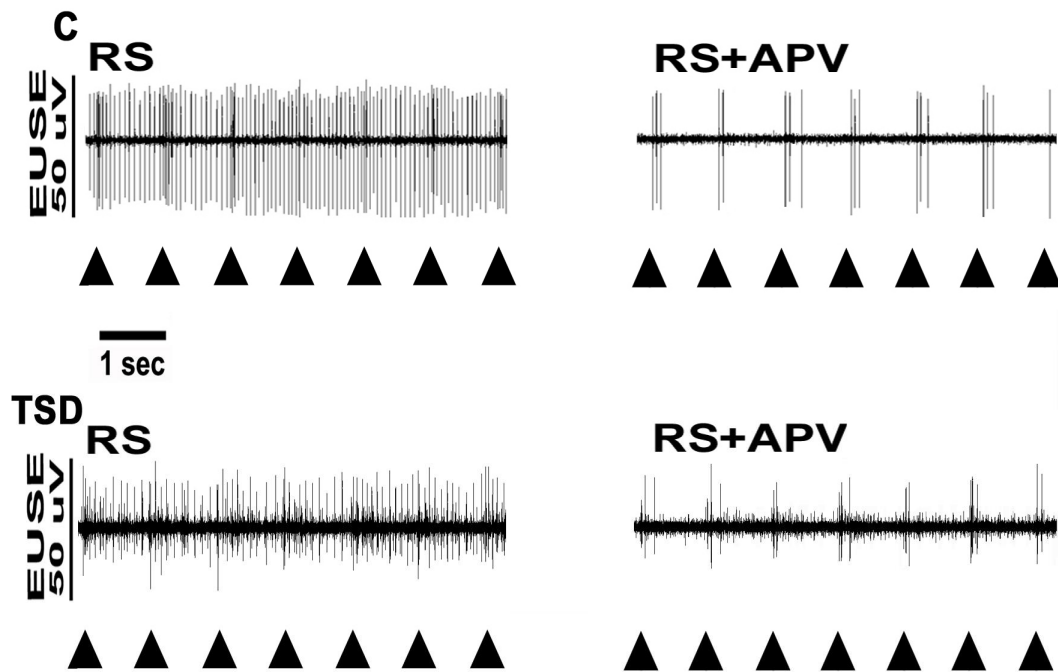 C
RS
RS+APV
EUSE
50 uV
1 sec
TSD
RS
RS+APV
EUSE
50 uV